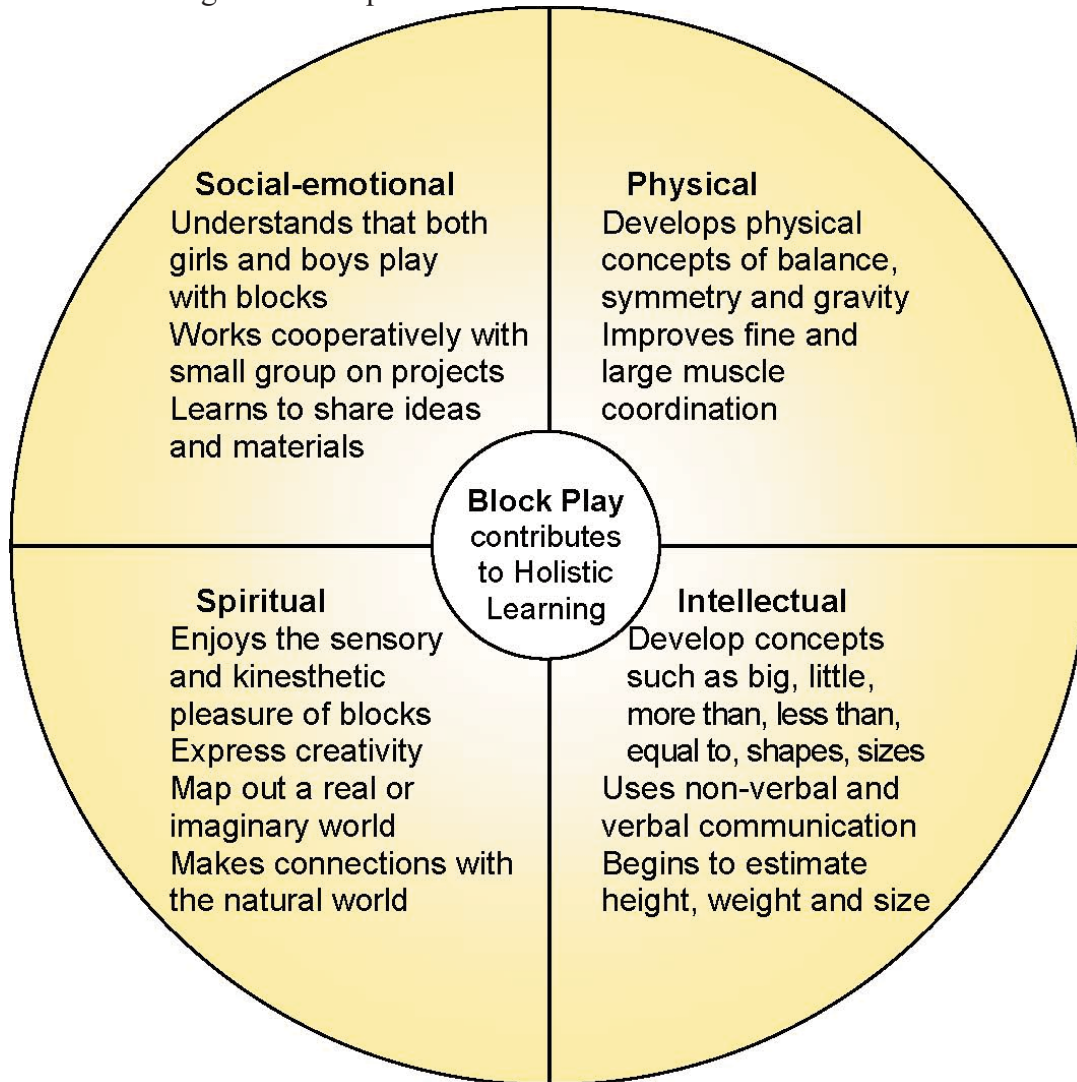 Social-emotional
Understands that both
girls and boys play
with blocks
Works cooperatively with
small group on projects
Learns to share ideas
and materials
Physical
Develops physical
concepts of balance,
symmetry and gravity
Improves fine and
large muscle
coordination
Block Play
contributes
to Holistic
Learning
Spiritual
Enjoys the sensory
and kinesthetic
pleasure of blocks
Express creativity
Map out a real or
imaginary world
Makes connections with
the natural world
Intellectual
Develop concepts
such as big, little,
more than, less than,
equal to, shapes, sizes
Uses non-verbal and
verbal communication
Begins to estimate
height, weight and size